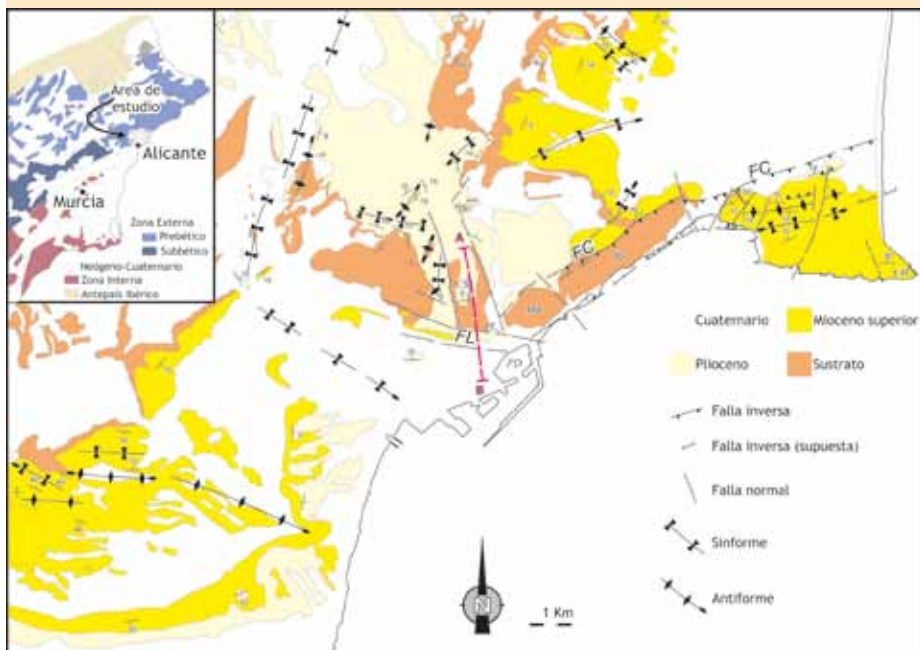 Area de
estudio
Alicante
Murcia
Zona Externa
Prebético
Subbético
Neógeno-Cuaternario
Zona Interna
Antepaís Ibérico
FC
FC
A
FL
Cuaternario
Mioceno superior
Plioceno
Sustrato
Falla inversa
Falla inversa (supuesta)
Falla normal
Sinforme
Antiforme
N
1 Km